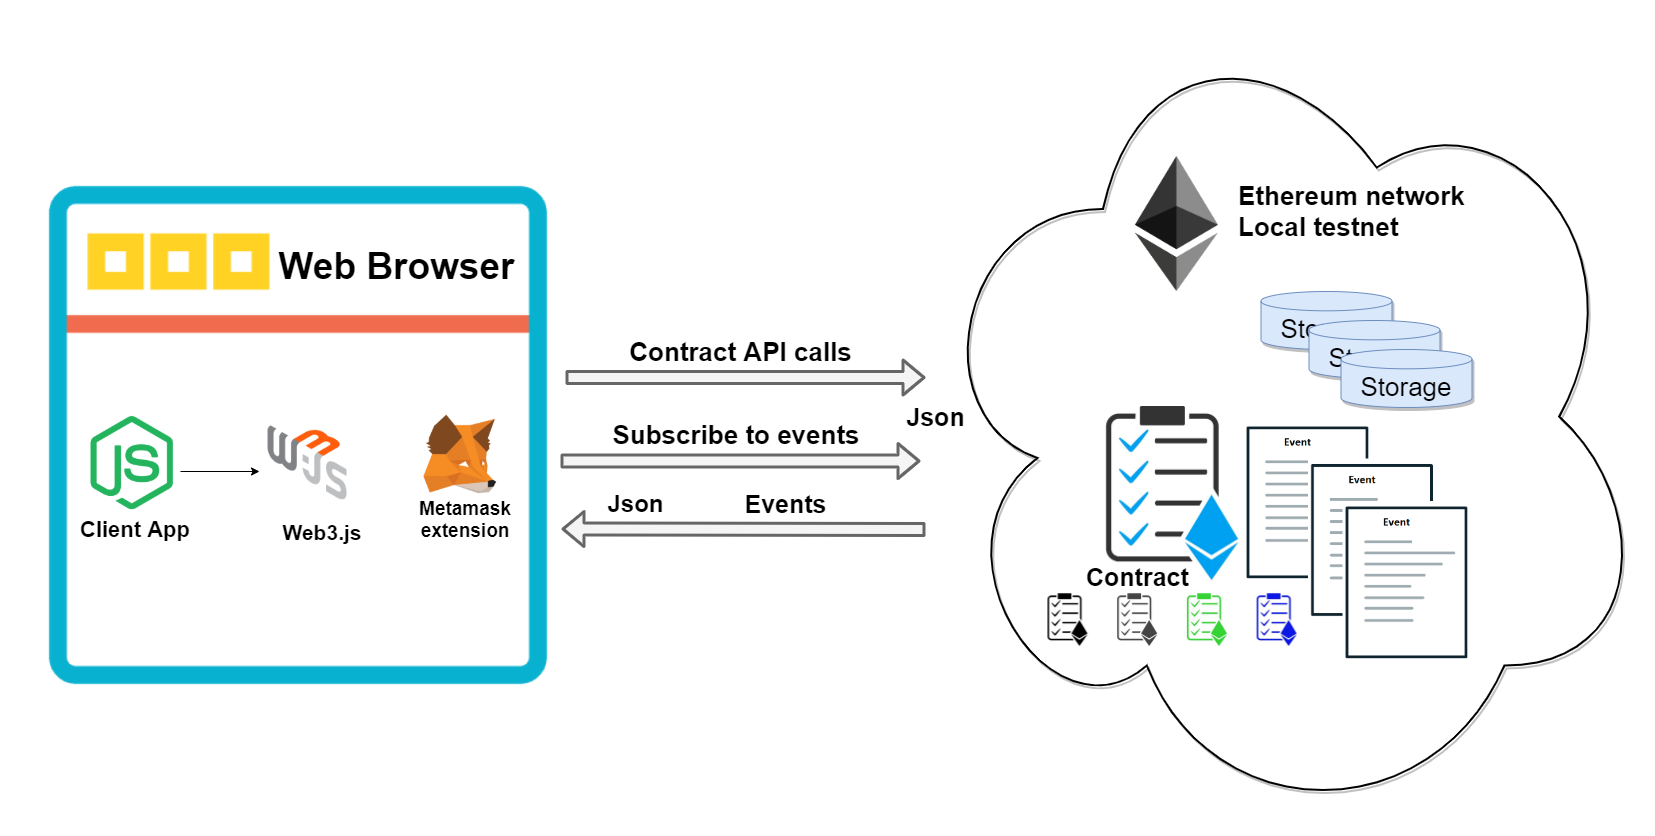 Web Browser
Ethereum network
Local testnet
Sto
St
Storage
Contract API calls
Json
Subscribe to events
Json Events
JS
Client App
Web3.js
Metamask
extension
Event
Event
Event
Contract